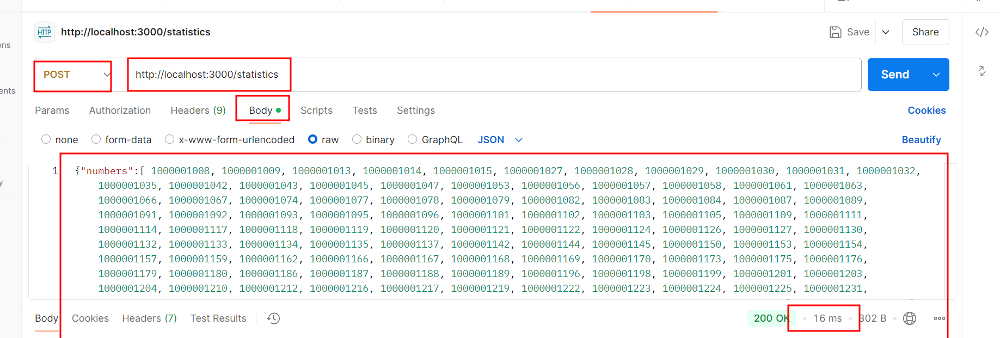 HTTP http://localhost:3000/statistics Save Share
ons
POST http://localhost:3000/statistics Send
ents
Params Authorization Headers (9) Body Scripts Tests Settings Cookies
none form-data x-www-form-urlencoded raw binary GraphQL JSON Beautify
1 {"numbers":[ 1000001008, 1000001009, 1000001013, 1000001014, 1000001015, 1000001027, 1000001028, 1000001029, 1000001030, 1000001031, 1000001032,
y
1000001035, 1000001042, 1000001043, 1000001045, 1000001047, 1000001053, 1000001056, 1000001057, 1000001058, 1000001061, 1000001063,
1000001066, 1000001067, 1000001074, 1000001077, 1000001078, 1000001079, 1000001082, 1000001083, 1000001084, 1000001087, 1000001089,
1000001091, 1000001092, 1000001093, 1000001095, 1000001096, 1000001101, 1000001102, 1000001103, 1000001105, 1000001109, 1000001111,
1000001114, 1000001117, 1000001118, 1000001119, 1000001120, 1000001121, 1000001122, 1000001124, 1000001126, 1000001127, 1000001130,
1000001132, 1000001133, 1000001134, 1000001135, 1000001137, 1000001142, 1000001144, 1000001145, 1000001150, 1000001153, 1000001154,
1000001157, 1000001159, 1000001162, 1000001166, 1000001167, 1000001168, 1000001169, 1000001170, 1000001173, 1000001175, 1000001176,
1000001179, 1000001180, 1000001186, 1000001187, 1000001188, 1000001189, 1000001196, 1000001198, 1000001199, 1000001201, 1000001203,
1000001204, 1000001210, 1000001212, 1000001216, 1000001217, 1000001219, 1000001222, 1000001223, 1000001224, 1000001225, 1000001231,
Body Cookies Headers (7) Test Results 200 OK 16 ms 302 B